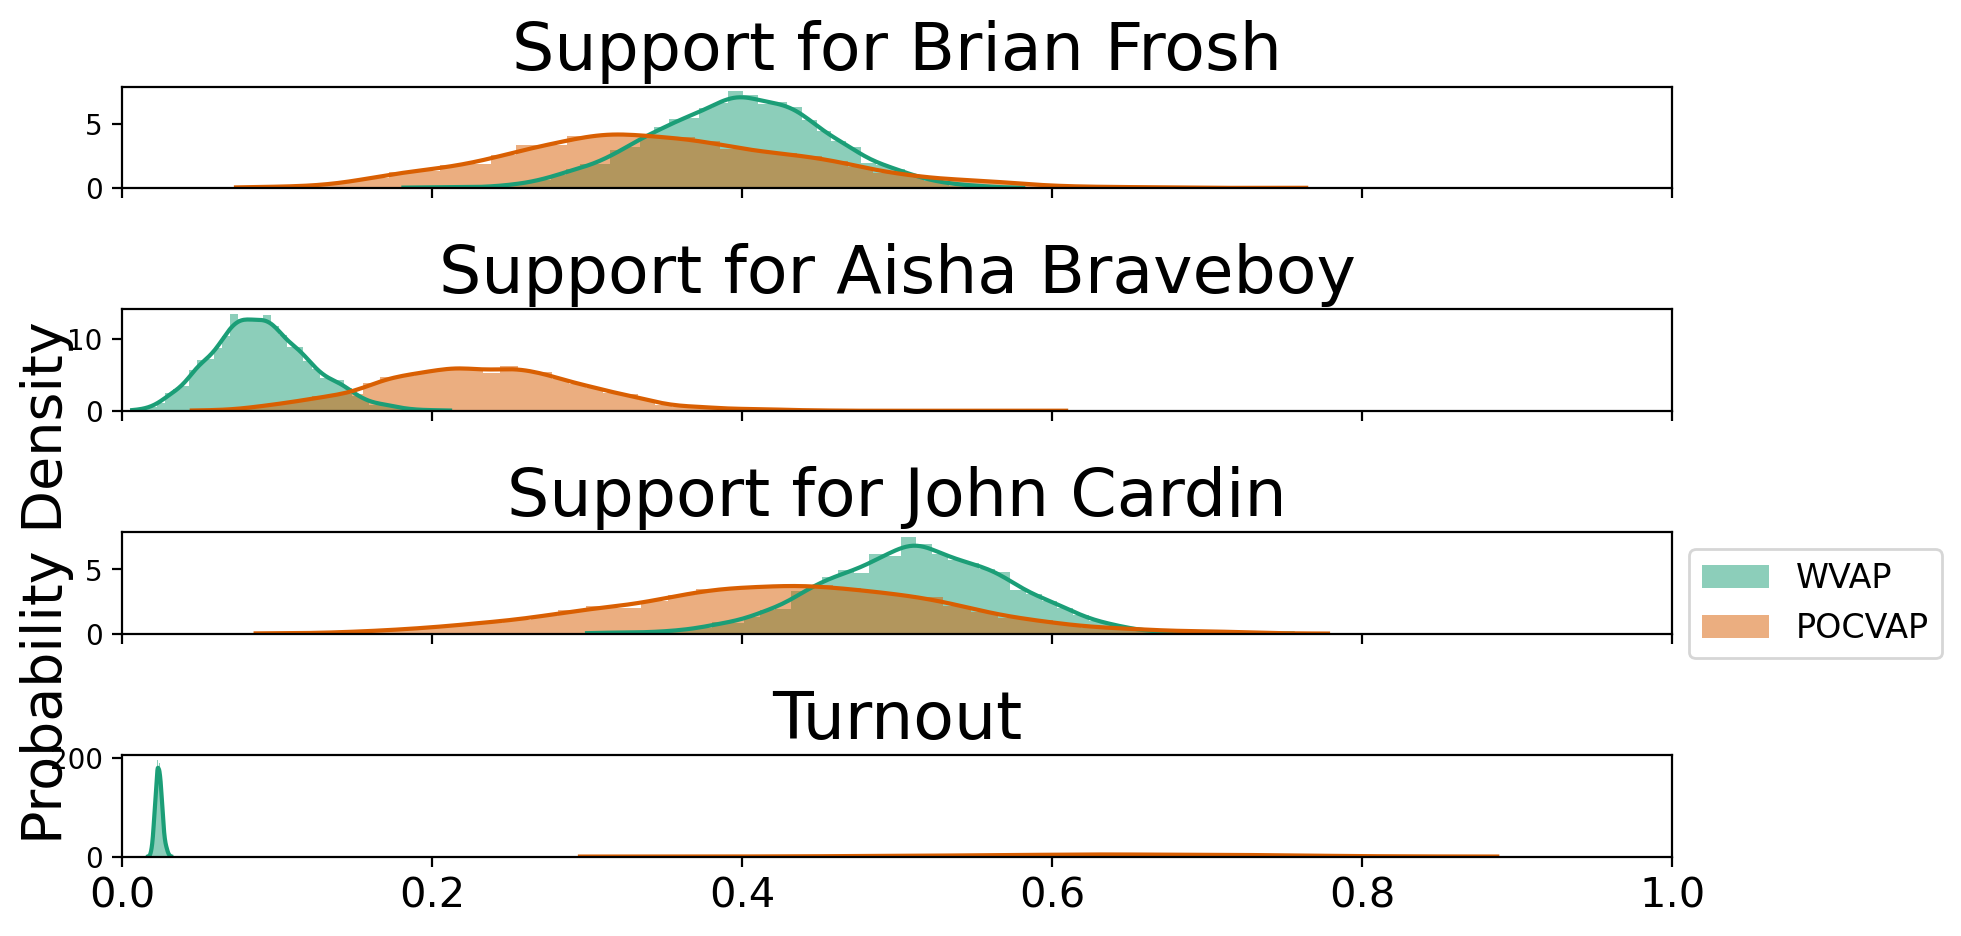 Support for Brian Frosh
5
0
Support for Aisha Braveboy
10
0
Support for John Cardin
5
0
Turnout
200
0
0.0 0.2 0.4 0.6 0.8 1.0
Probability Density
WVAP
POCVAP